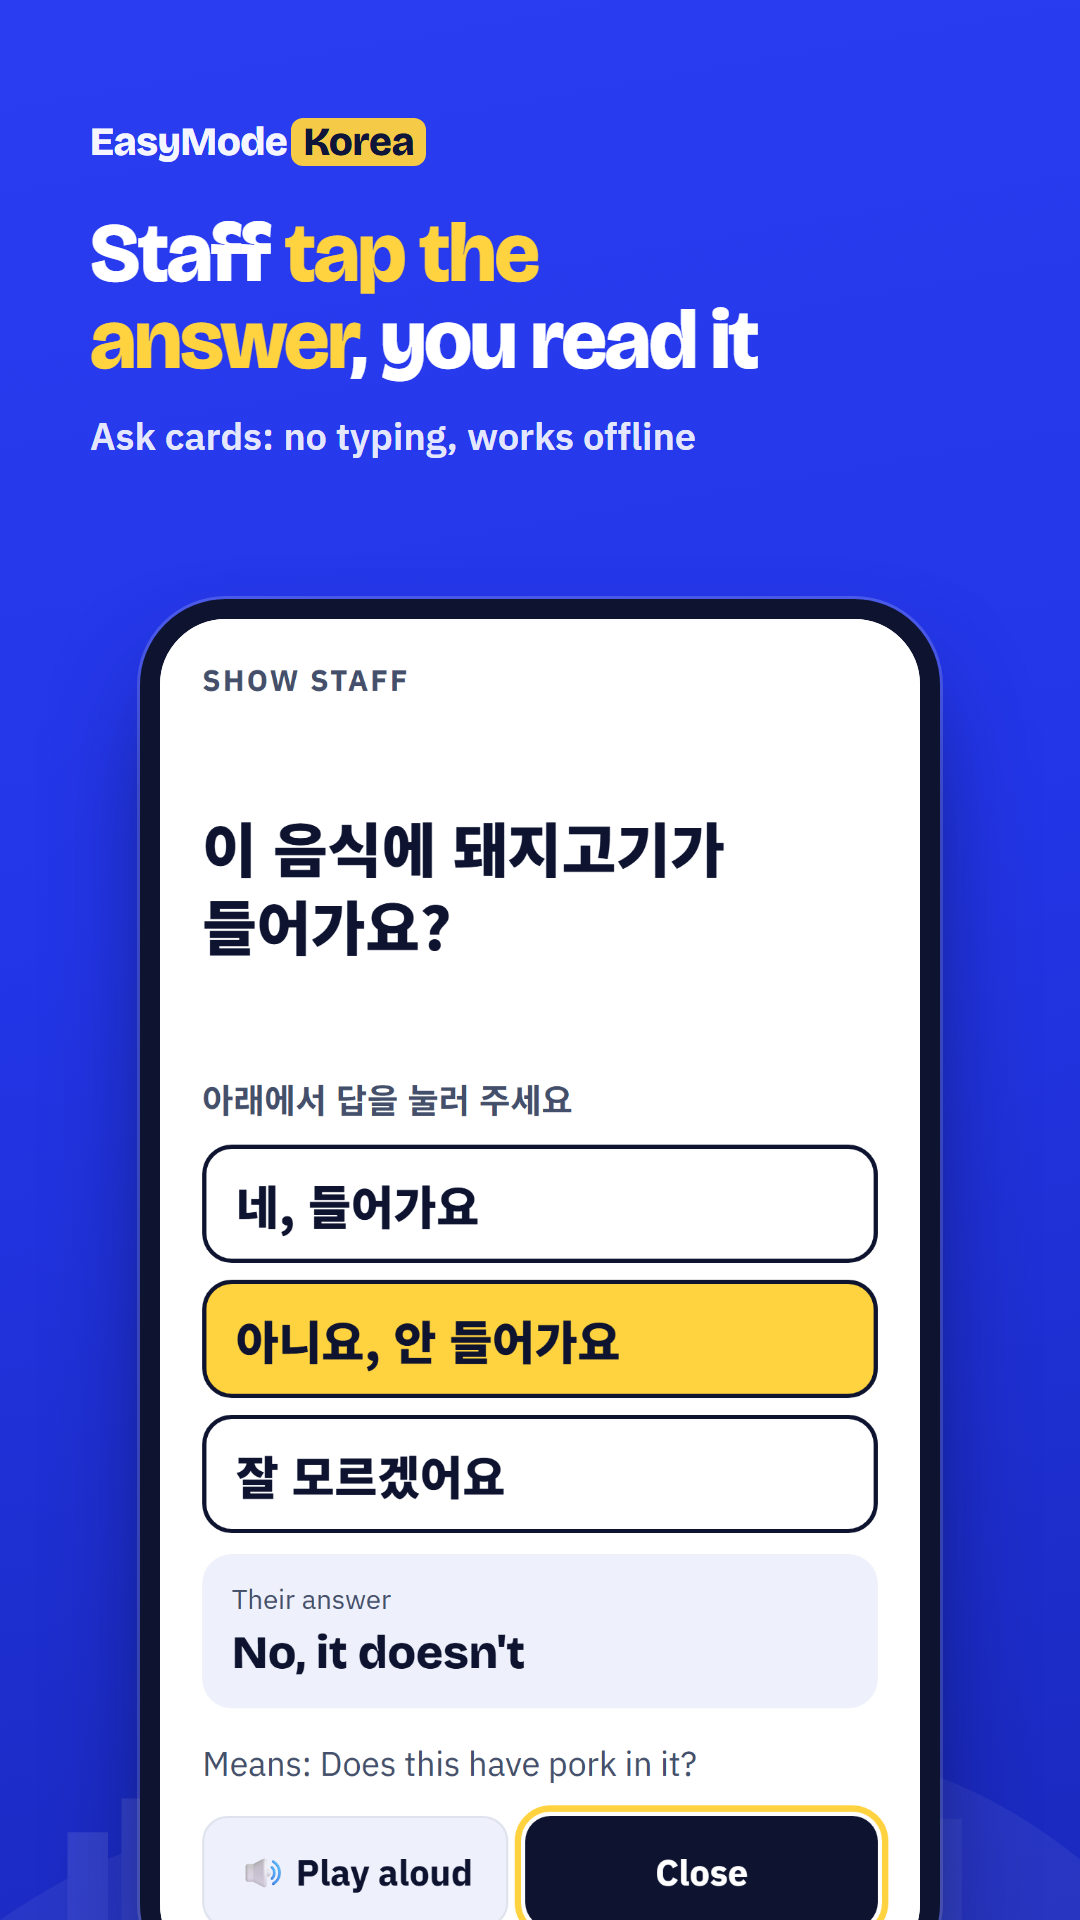 EasyMode Korea
Staff tap the
answer, you read it
Ask cards: no typing, works offline
SHOW STAFF
이 음식에 돼지고기가
들어가요?
아래에서 답을 눌러 주세요
네, 들어가요
아니요, 안 들어가요
잘 모르겠어요
Their answer
No, it doesn't
Means: Does this have pork in it?
Play aloud
Close